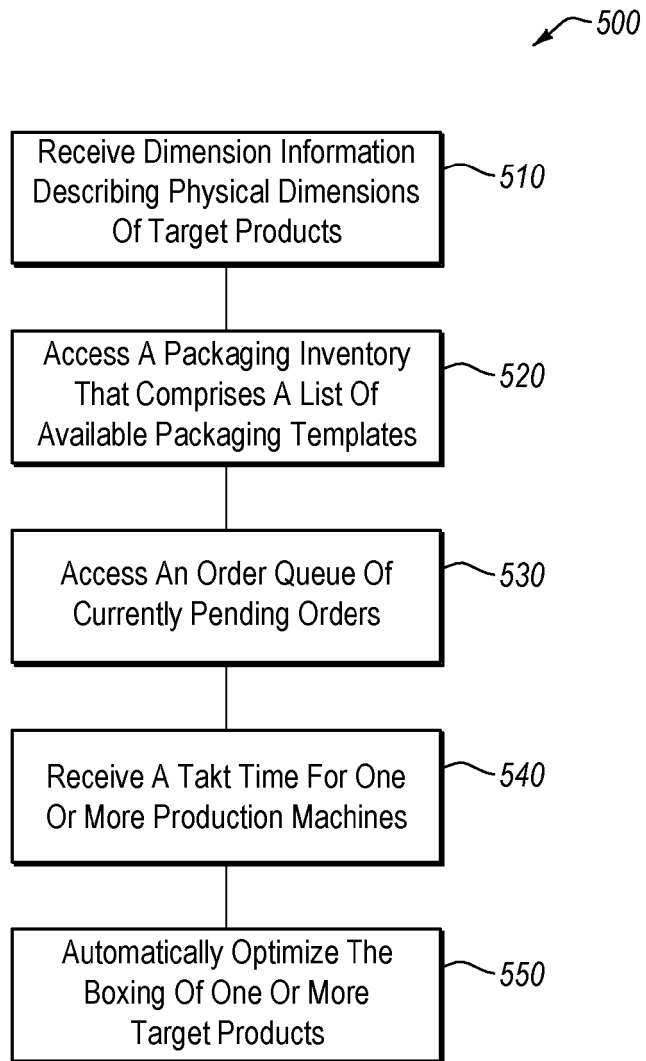 500
Receive Dimension Information
Describing Physical Dimensions
Of Target Products
510
Access A Packaging Inventory
That Comprises A List Of
Available Packaging Templates
520
Access An Order Queue Of
Currently Pending Orders
530
Receive A Takt Time For One
Or More Production Machines
540
Automatically Optimize The
Boxing Of One Or More
Target Products
550